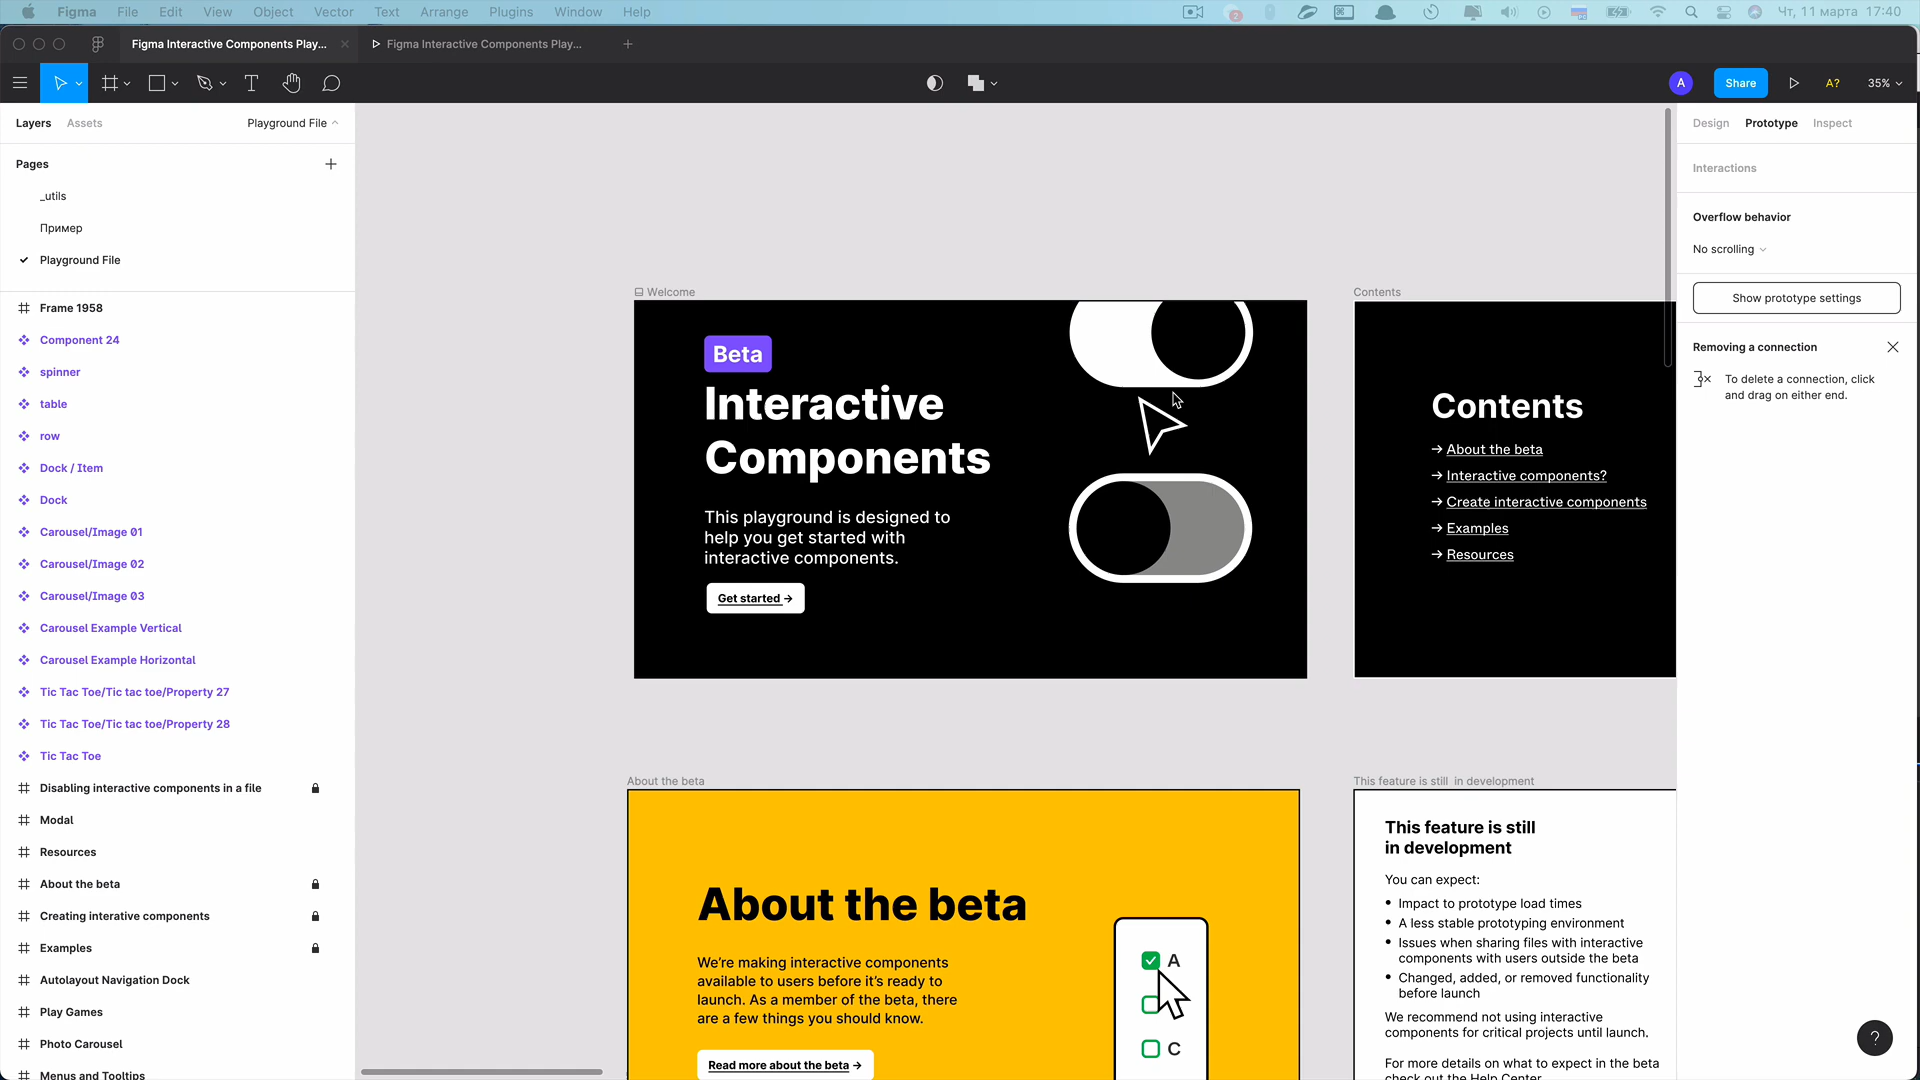 Figma File Edit View Object Vector Text Arrange Plugins Window Help
2
Чт, 11 марта 17:40
Figma Interactive Components Play...
Figma Interactive Components Play...
A
Share
A?
35%
Layers Assets
Playground File
Pages
_utils
Пример
Playground File
Frame 1958
Component 24
spinner
table
row
Dock / Item
Dock
Carousel/Image 01
Carousel/Image 02
Carousel/Image 03
Carousel Example Vertical
Carousel Example Horizontal
Tic Tac Toe/Tic tac toe/Property 27
Tic Tac Toe/Tic tac toe/Property 28
Tic Tac Toe
Disabling interactive components in a file
Modal
Resources
About the beta
Creating interative components
Examples
Autolayout Navigation Dock
Play Games
Photo Carousel
Menus and Tooltips
Welcome
Beta
Interactive
Components
This playground is designed to
help you get started with
interactive components.
Get started →
Contents
Contents
→ About the beta
→ Interactive components?
→ Create interactive components
→ Examples
→ Resources
About the beta
About the beta
We're making interactive components
available to users before it's ready to
launch. As a member of the beta, there
are a few things you should know.
Read more about the beta →
A
C
This feature is still in development
This feature is still
in development
You can expect:
• Impact to prototype load times
• A less stable prototyping environment
• Issues when sharing files with interactive
components with users outside the beta
• Changed, added, or removed functionality
before launch
We recommend not using interactive
components for critical projects until launch.
For more details on what to expect in the beta
check out the Help Center.
Design Prototype Inspect
Interactions
Overflow behavior
No scrolling
Show prototype settings
Removing a connection
To delete a connection, click
and drag on either end.
?